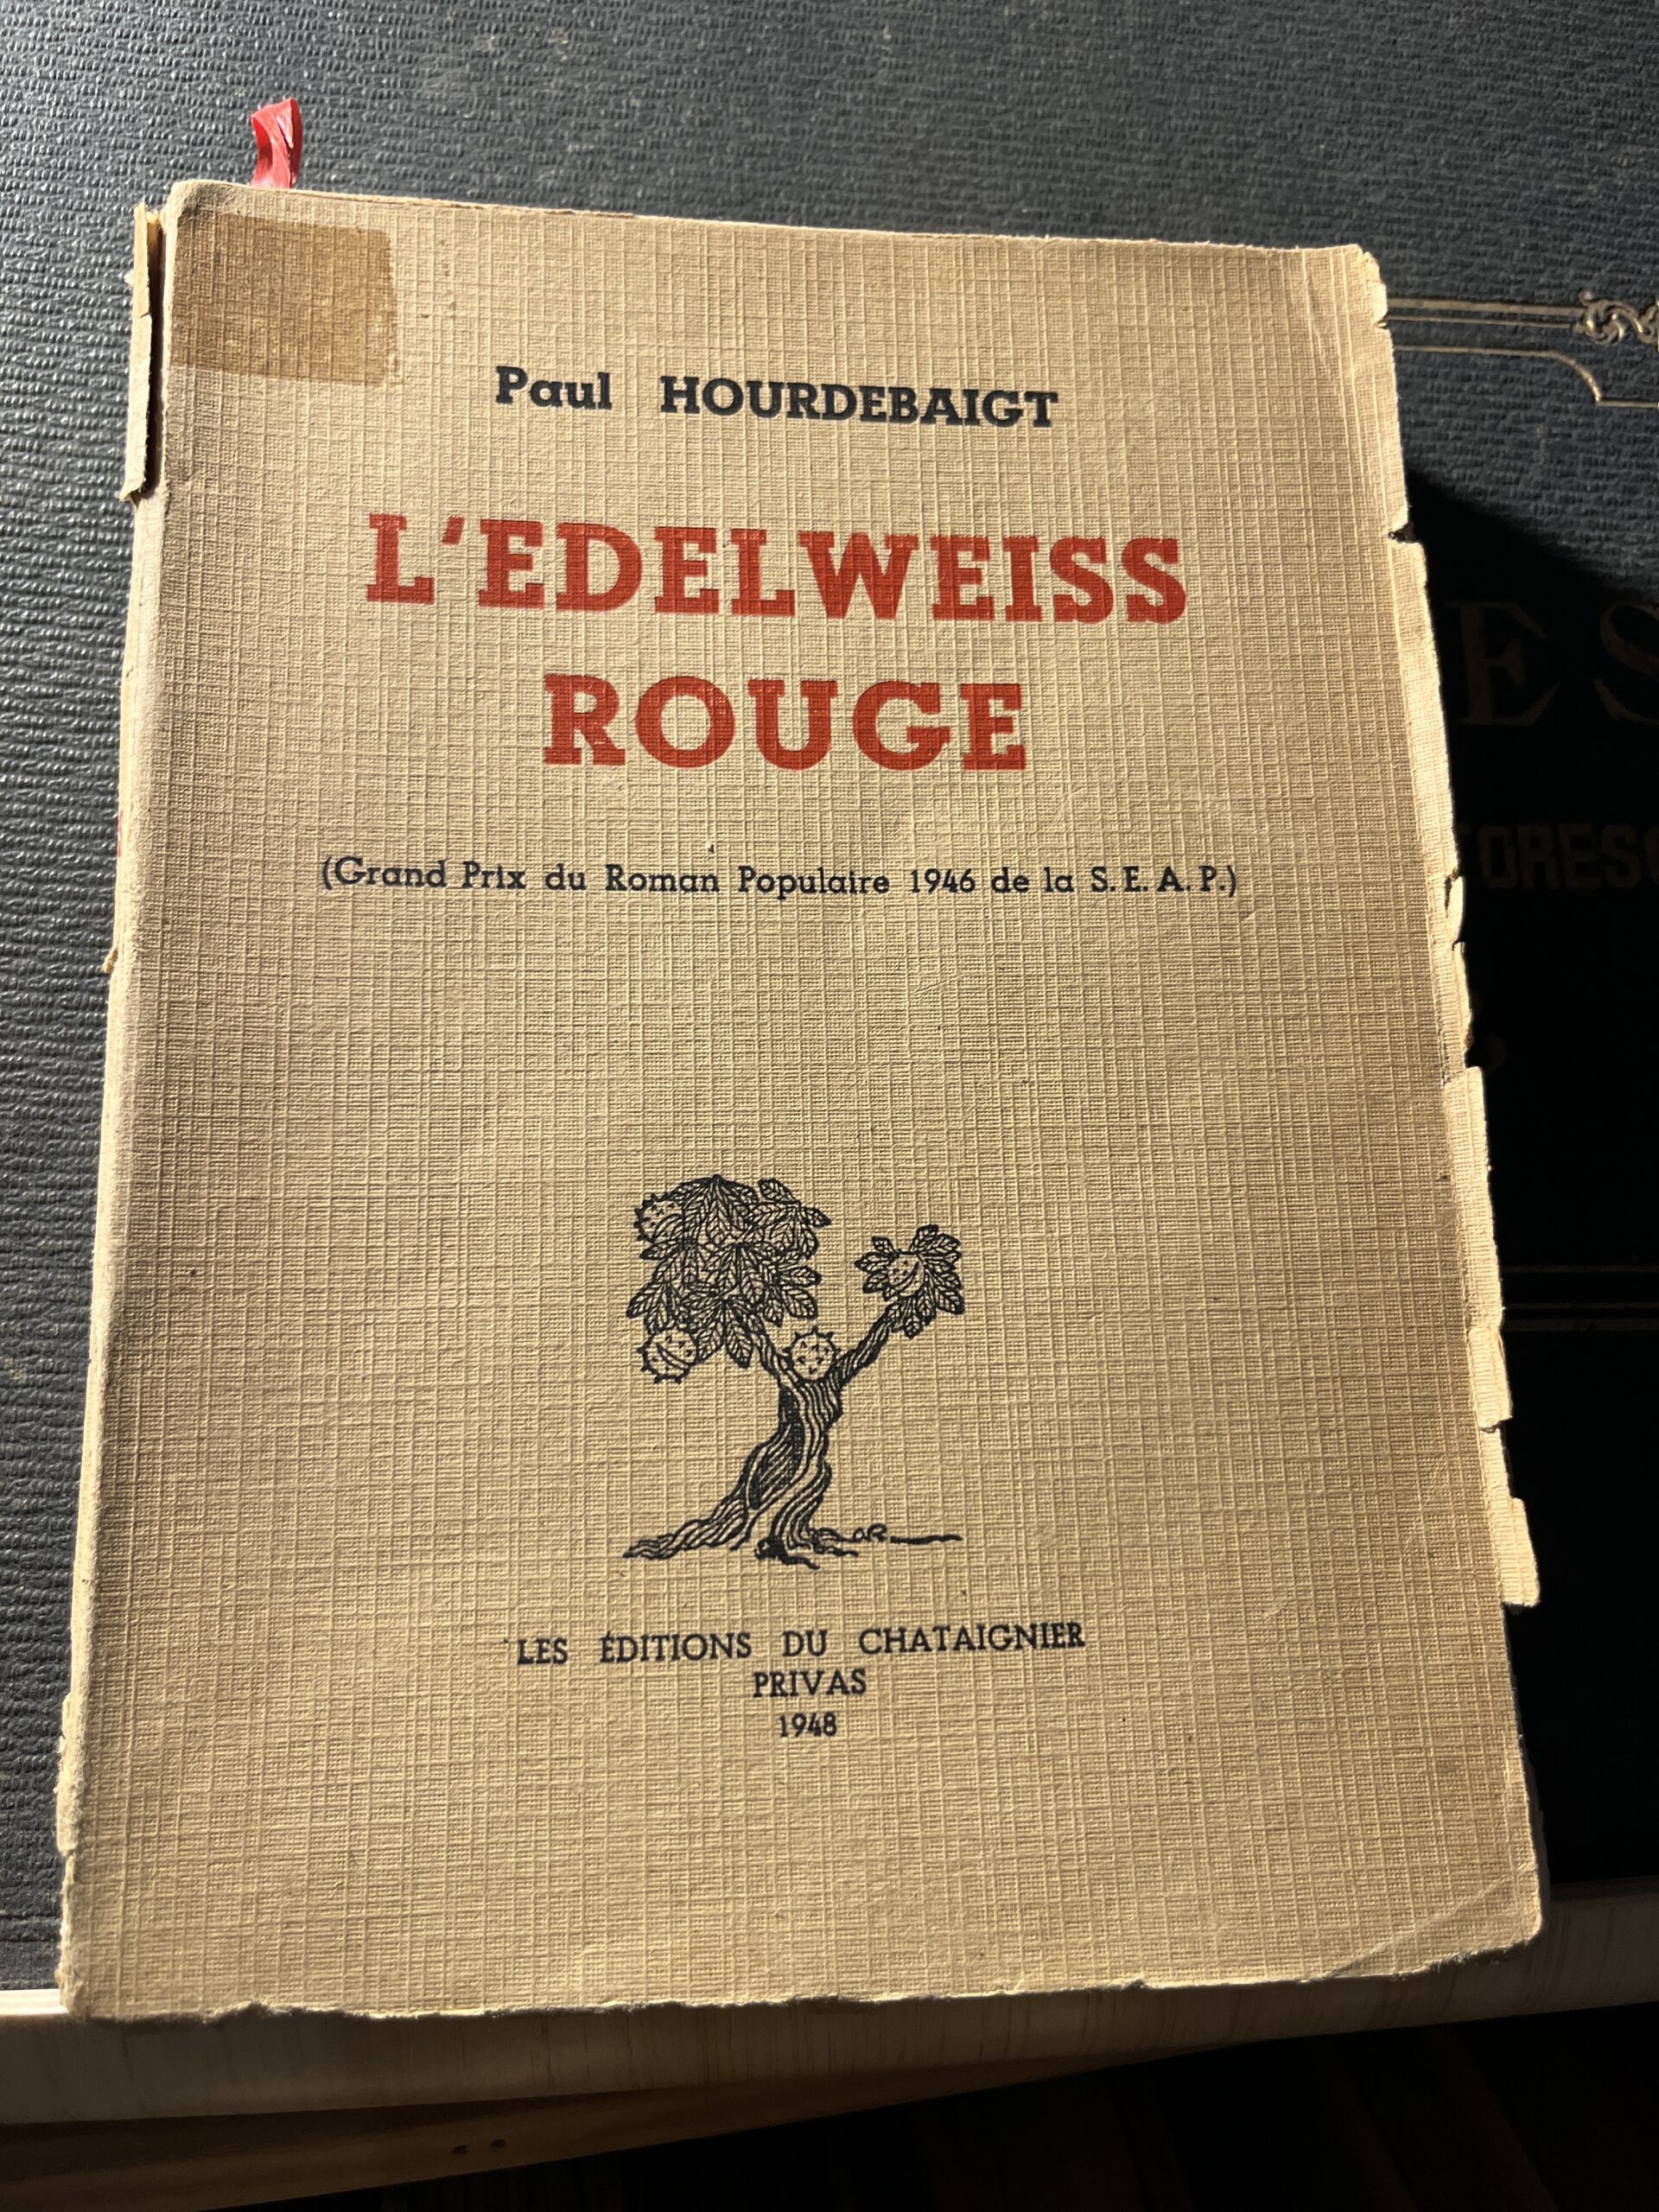 Paul HOURDEBAIGT
L'EDELWEISS
ROUGE
(Grand Prix du Roman Populaire 1946 de la S. E. A. P.)
LES ÉDITIONS DU CHATAIGNIER
PRIVAS
1948